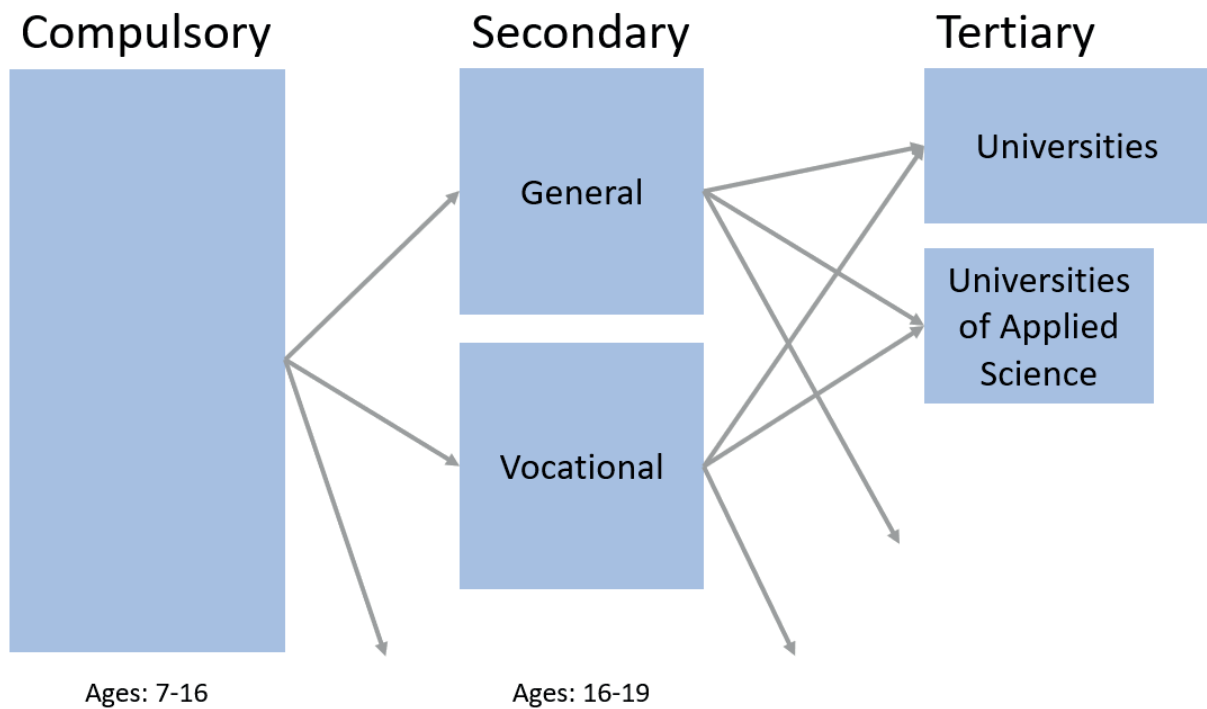 Compulsory
Secondary
Tertiary
General
Vocational
Universities
Universities
of Applied
Science
Ages: 7-16
Ages: 16-19